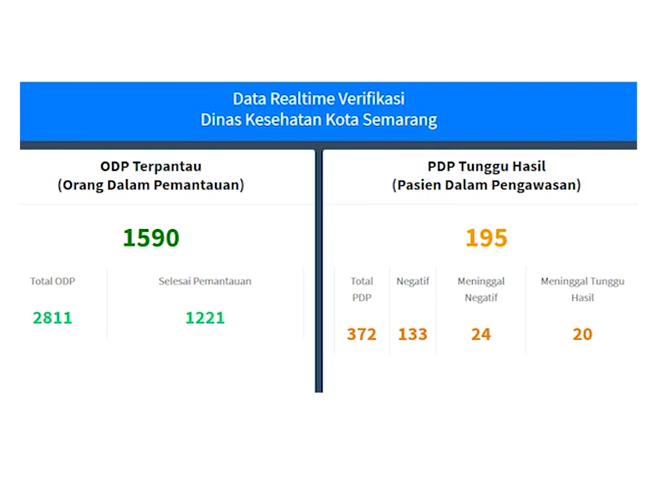 Data Realtime Verifikasi
Dinas Kesehatan Kota Semarang
ODP Terpantau
(Orang Dalam Pemantauan)
1590
Total ODP
Selesai Pemantauan
2811
1221
PDP Tunggu Hasil
(Pasien Dalam Pengawasan)
195
Total
PDP
Negatif
Meninggal
Negatif
Meninggal Tunggu
Hasil
372
133
24
20